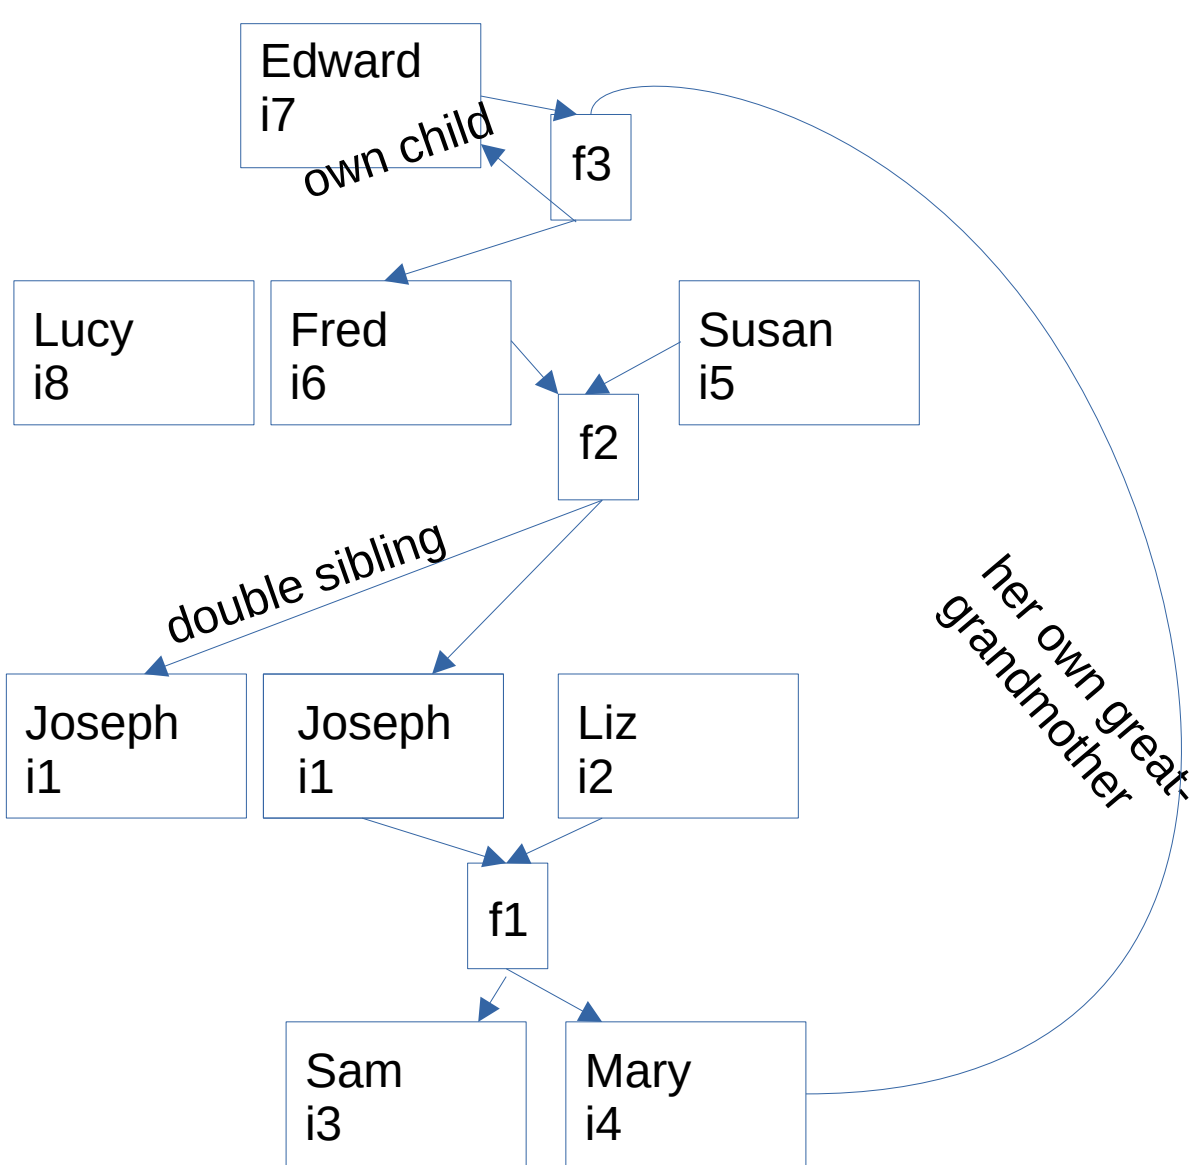 Edward
i7
own child
f3
Lucy
i8
Fred
i6
Susan
i5
f2
double sibling
her own great-
grandmother
Joseph
i1
Joseph
i1
Liz
i2
f1
Sam
i3
Mary
i4